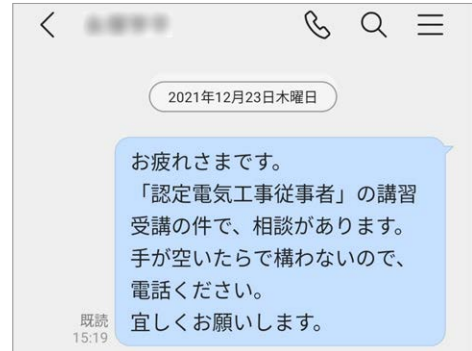 2021年12月23日木曜日
お疲れさまです。
「認定電気工事従事者」の講習
受講の件で、相談があります。
手が空いたらで構わないので、
電話ください。
宜しくお願いします。
既読
15:19